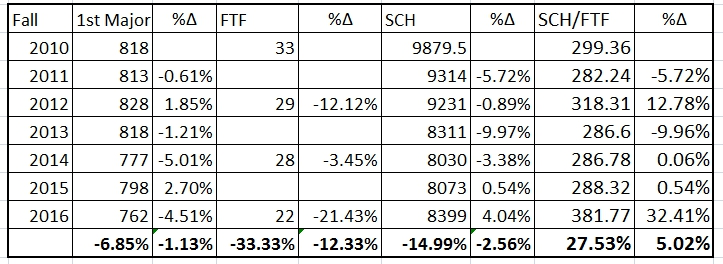 Fall 1st Major %Δ FTF %Δ SCH %Δ SCH/FTF %Δ
2010 818 33 9879.5 299.36
2011 813 -0.61% 9314 -5.72% 282.24 -5.72%
2012 828 1.85% 29 -12.12% 9231 -0.89% 318.31 12.78%
2013 818 -1.21% 8311 -9.97% 286.6 -9.96%
2014 777 -5.01% 28 -3.45% 8030 -3.38% 286.78 0.06%
2015 798 2.70% 8073 0.54% 288.32 0.54%
2016 762 -4.51% 22 -21.43% 8399 4.04% 381.77 32.41%
-6.85% -1.13% -33.33% -12.33% -14.99% -2.56% 27.53% 5.02%